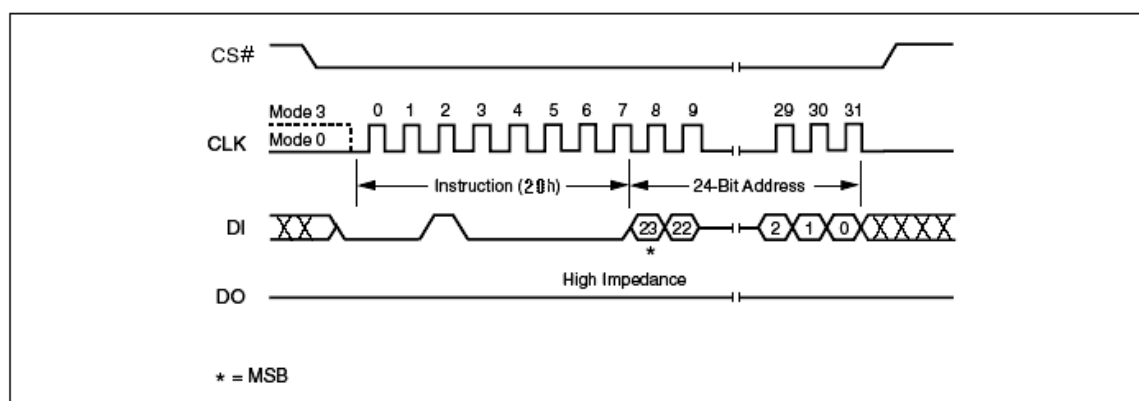 CS#
Mode 3
0 1 2 3 4 5 6 7 8 9 29 30 31
CLK
Mode 0
Instruction (20h)
24-Bit Address
DI
23 22 2 1 0
*
High Impedance
DO
* = MSB